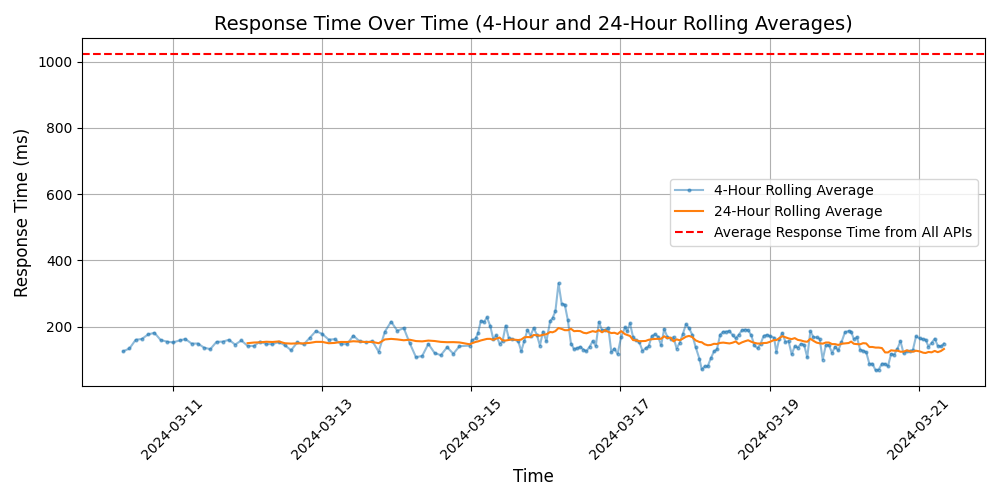 Response Time Over Time (4-Hour and 24-Hour Rolling Averages)
1000
800
600
400
200
Response Time (ms)
4-Hour Rolling Average
24-Hour Rolling Average
Average Response Time from All APIs
2024-03-11
2024-03-13
2024-03-15
2024-03-17
2024-03-19
2024-03-21
Time